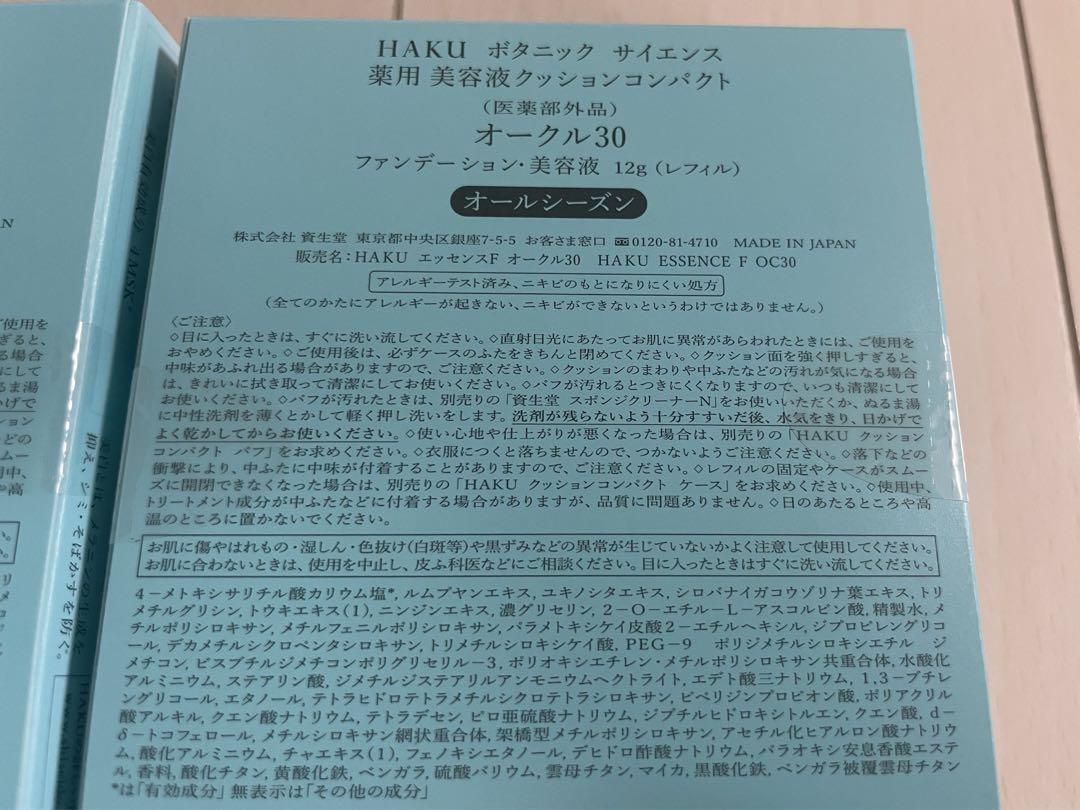 HAKU ボタニック サイエンス
薬用 美容液クッションコンパクト
（医薬部外品）
オークル30
ファンデーション・美容液 12g（レフィル）
オールシーズン
株式会社 資生堂 東京都中央区銀座7-5-5 お客さま窓口 0120-81-4710 MADE IN JAPAN
販売名：HAKU エッセンスF オークル30 HAKU ESSENCE F OC30
アレルギーテスト済み、ニキビのもとになりにくい処方
（全てのかたにアレルギーが起きない、ニキビができないというわけではありません。）
〈ご注意〉
◇目に入ったときは、すぐに洗い流してください。◇直射日光にあたってお肌に異常があらわれたときには、ご使用を
おやめください。◇ご使用後は、必ずケースのふたをきちんと閉めてください。◇クッション面を強く押しすぎると、
中味があふれ出る場合がありますので、ご注意ください。◇クッションのまわりや中ふたなどの汚れが気になる場合
は、きれいに拭き取って清潔にしてお使いください。◇パフが汚れるとつきにくくなりますので、いつも清潔にして
お使いください。◇パフが汚れたときは、別売りの「資生堂 スポンジクリーナーN」をお使いいただくか、ぬるま湯
に中性洗剤を薄くとかして軽く押し洗いをします。洗剤が残らないよう十分すすいだ後、水気をきり、日かげで
よく乾かしてからお使いください。◇使い心地や仕上がりが悪くなった場合は、別売りの「HAKU クッション
コンパクト パフ」をお求めください。◇衣服につくと落ちませんので、つかないようご注意ください。◇落下などの
衝撃により、中ふたに中味が付着することがありますので、ご注意ください。◇レフィルの固定やケースがスムー
ズに開閉できなくなった場合は、別売りの「HAKU クッションコンパクト ケース」をお求めください。◇使用中、
トリートメント成分が中ふたなどに付着する場合がありますが、品質に問題ありません。◇日のあたるところや高
温のところに置かないでください。
お肌に傷やはれもの・湿しん・色抜け(白斑等)や黒ずみなどの異常が生じていないかよく注意して使用してください。
お肌に合わないときは、使用を中止し、皮ふ科医などにご相談ください。目に入ったときはすぐに洗い流してください。
4－メトキシサリチル酸カリウム塩*, ルムプヤンエキス, ユキノシタエキス, シロバナイガコウゾリナ葉エキス, トリ
メチルグリシン, トウキエキス(1), ニンジンエキス, 濃グリセリン, 2－O－エチル－L－アスコルビン酸, 精製水, メ
チルポリシロキサン, メチルフェニルポリシロキサン, パラメトキシケイ皮酸2－エチルヘキシル, ジプロピレングリコ
ール, デカメチルシクロペンタシロキサン, トリメチルシロキシケイ酸, PEG－9 ポリジメチルシロキシエチル ジ
メチコン, ビスブチルジメチコンポリグリセリル－3, ポリオキシエチレン・メチルポリシロキサン共重合体, 水酸化
アルミニウム, ステアリン酸, ジメチルジステアリルアンモニウムヘクトライト, エデト酸三ナトリウム, 1,3－ブチレ
ングリコール, エタノール, テトラヒドロテトラメチルシクロテトラシロキサン, ピペリジンプロピオン酸, ポリアクリル
酸アルキル, クエン酸ナトリウム, テトラデセン, ピロ亜硫酸ナトリウム, ジブチルヒドロキシトルエン, クエン酸, d－
δ－トコフェロール, メチルシロキサン網状重合体, 架橋型メチルポリシロキサン, アセチル化ヒアルロン酸ナトリウ
ム, 酸化アルミニウム, チャエキス(1), フェノキシエタノール, デヒドロ酢酸ナトリウム, パラオキシ安息香酸エステ
ル, 香料, 酸化チタン, 黄酸化鉄, ベンガラ, 硫酸バリウム, 雲母チタン, マイカ, 黒酸化鉄, ベンガラ被覆雲母チタン
*は「有効成分」無表示は「その他の成分」
抑え、シミ・そばかすを防ぐ。